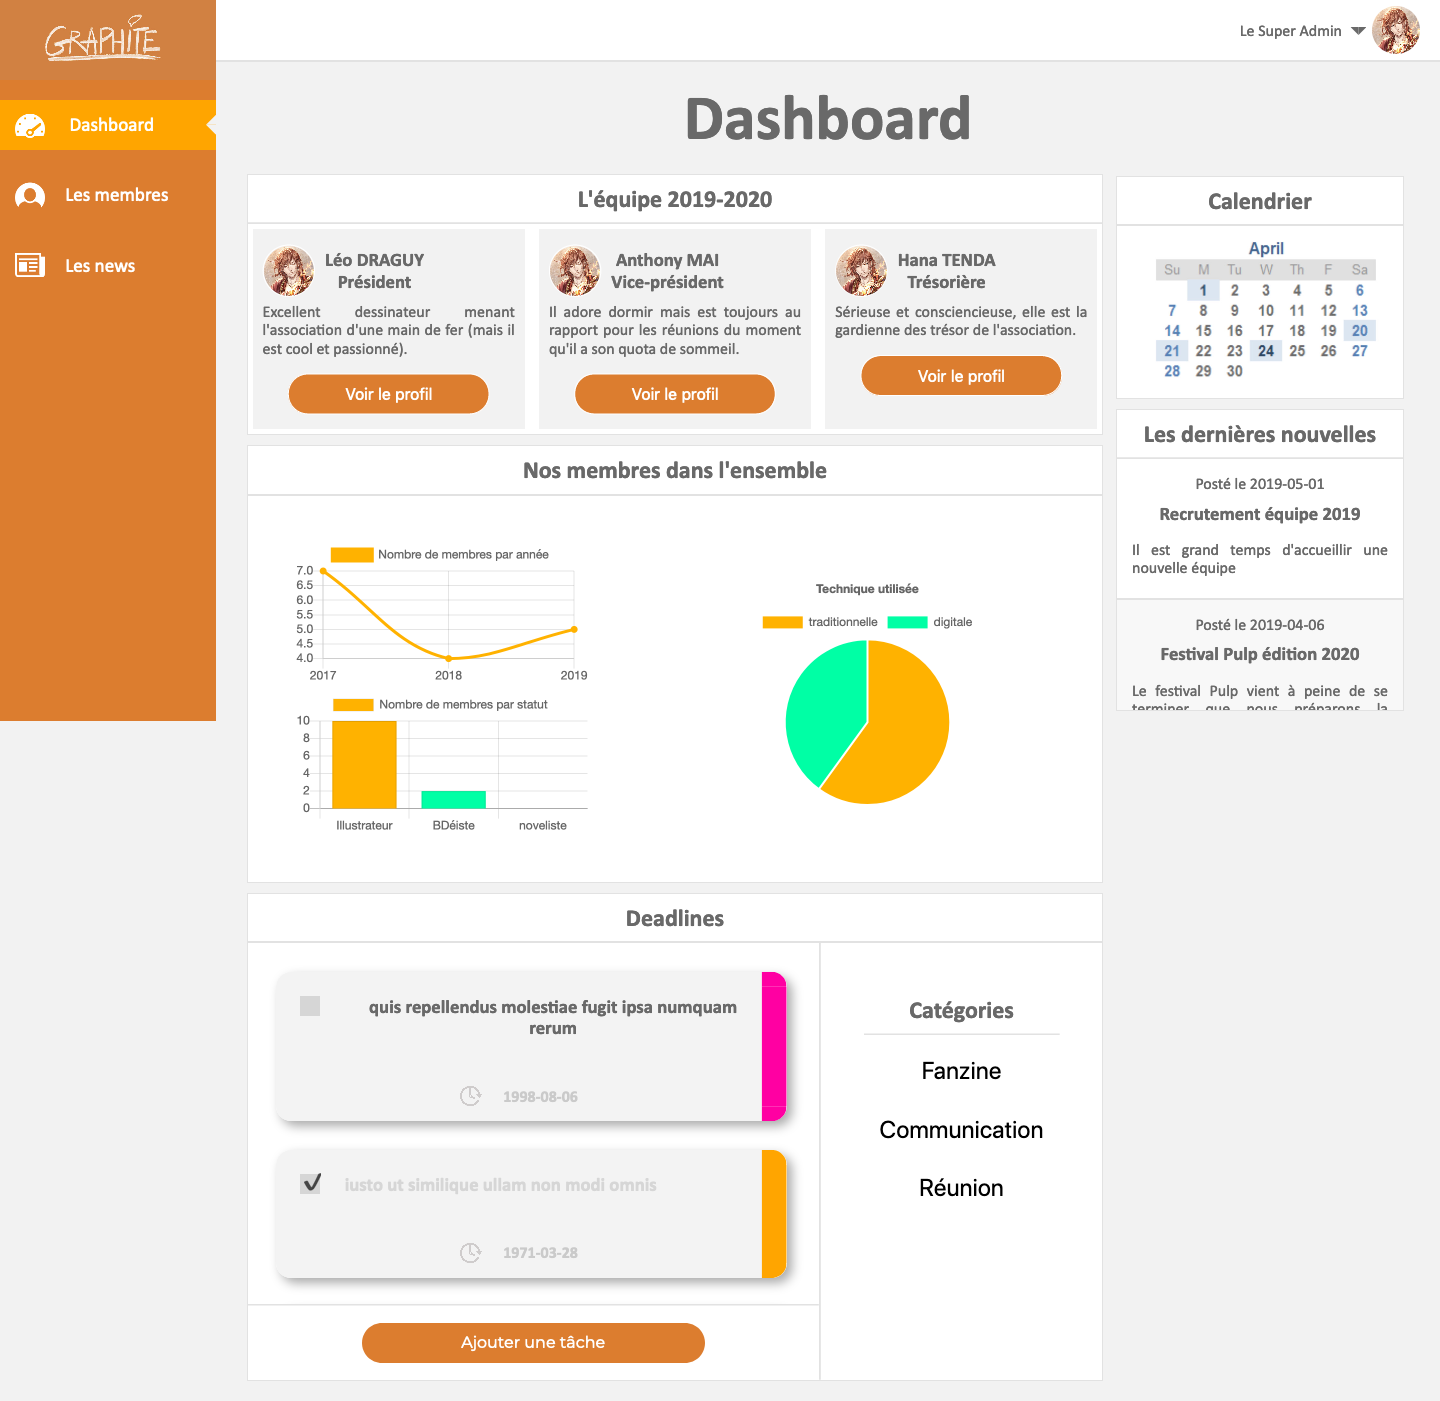 GRAPHITE
Le Super Admin
Dashboard
Les membres
Les news
Dashboard
L'équipe 2019-2020
Léo DRAGUY
Président
Excellent dessinateur menant
l'association d'une main de fer (mais il
est cool et passionné).
Voir le profil
Anthony MAI
Vice-président
Il adore dormir mais est toujours au
rapport pour les réunions du moment
qu'il a son quota de sommeil.
Voir le profil
Hana TENDA
Trésorière
Sérieuse et consciencieuse, elle est la
gardienne des trésor de l'association.
Voir le profil
Calendrier
April
Su M Tu W Th F Sa
1 2 3 4 5 6
7 8 9 10 11 12 13
14 15 16 17 18 19 20
21 22 23 24 25 26 27
28 29 30
Les dernières nouvelles
Posté le 2019-05-01
Recrutement équipe 2019
Il est grand temps d'accueillir une
nouvelle équipe
Posté le 2019-04-06
Festival Pulp édition 2020
Le festival Pulp vient à peine de se
terminer que nous préparons la
Nos membres dans l'ensemble
Nombre de membres par année
7.0
6.5
6.0
5.5
5.0
4.5
4.0
2017 2018 2019
Nombre de membres par statut
10
8
6
4
2
0
Illustrateur BDéiste noveliste
Technique utilisée
traditionnelle digitale
Deadlines
quis repellendus molestiae fugit ipsa numquam
rerum
1998-08-06
iusto ut similique ullam non modi omnis
1971-03-28
Ajouter une tâche
Catégories
Fanzine
Communication
Réunion